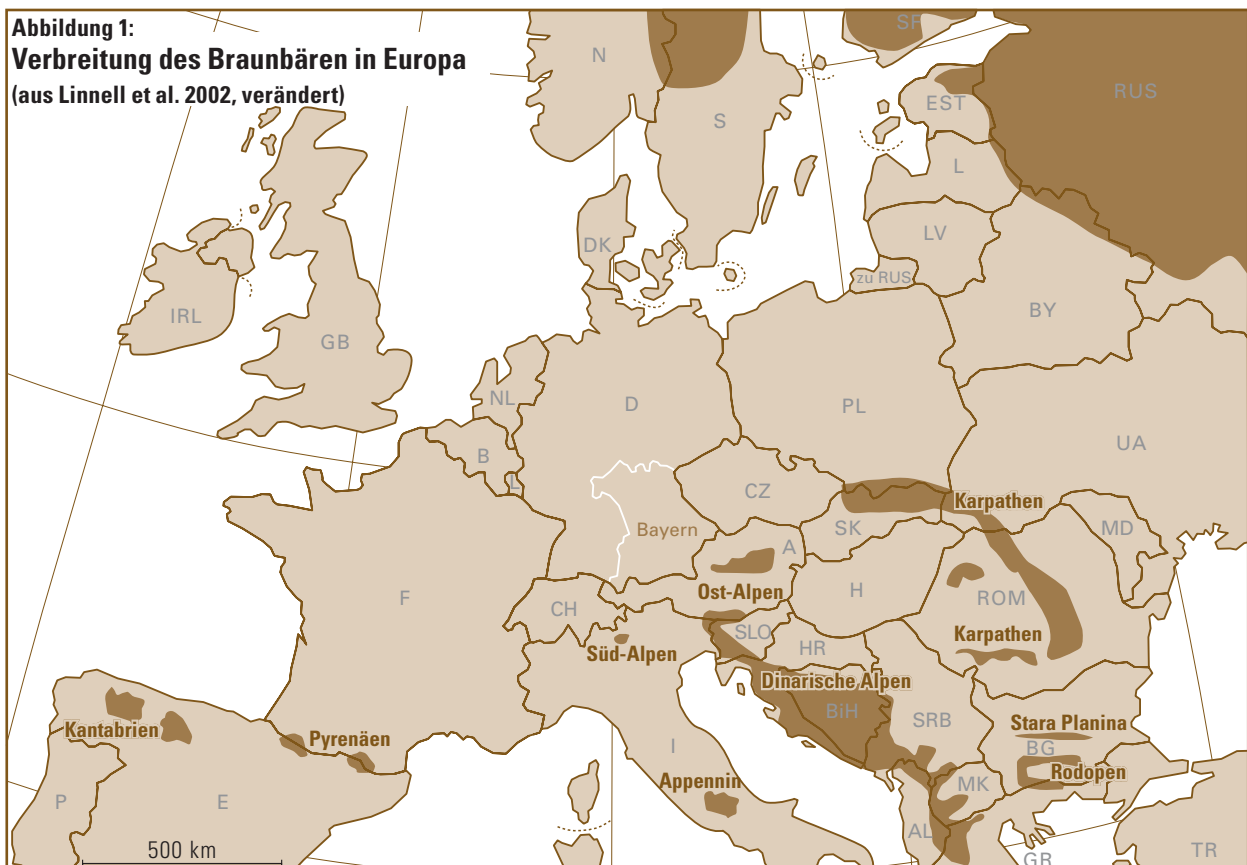 Abbildung 1:
Verbreitung des Braunbären in Europa
(aus Linnell et al. 2002, verändert)
N
SF
S
RUS
EST
L
LV
DK
zu RUS
IRL
GB
BY
NL
D
PL
B
L
UA
CZ
Karpathen
Bayern
SK
MD
A
Ost-Alpen
F
CH
H
ROM
SLO
HR
Karpathen
Süd-Alpen
Dinarische Alpen
BiH
SRB
Kantabrien
Pyrenäen
I
Stara Planina
BG
Appennin
MK
Rodopen
P
E
AL
500 km
GR
TR